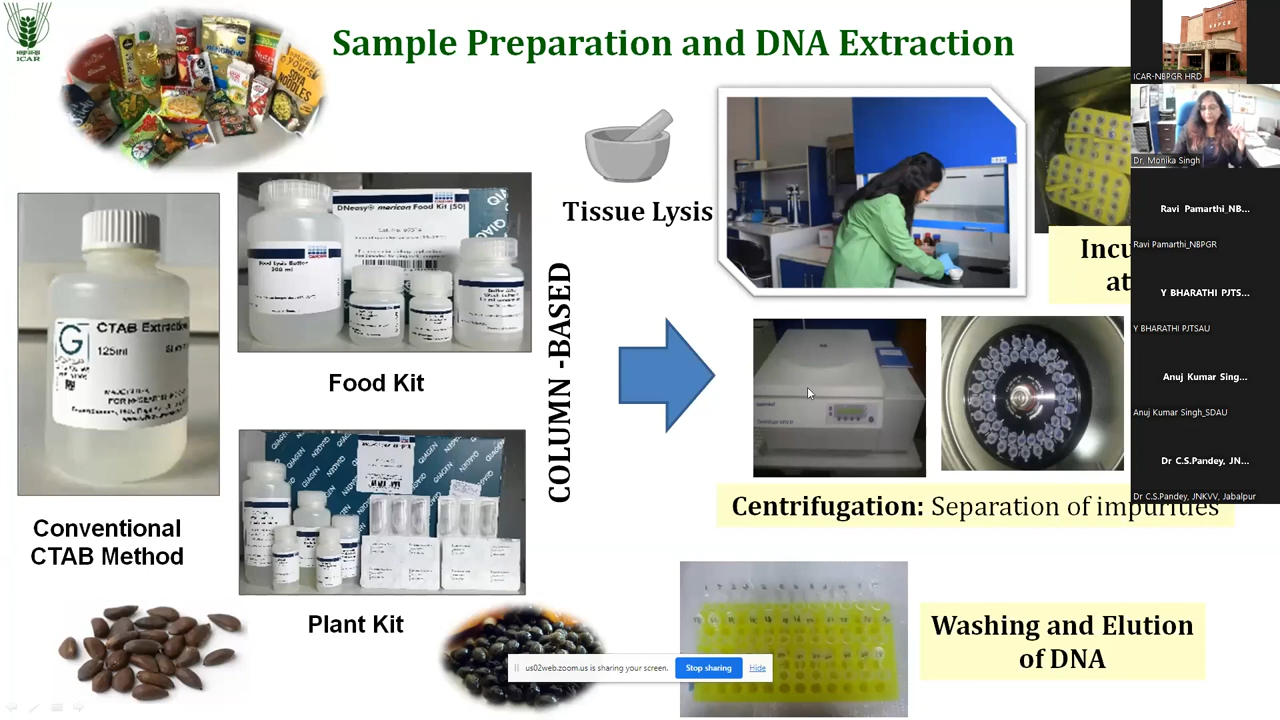 Sample Preparation and DNA Extraction
ICAR
SOYA
NOODLES
CTAB Extraction
125ml
DNeasy® mericon Food Kit (50)
Food Lysis Buffer
QIAGEN
Conventional
CTAB Method
Food Kit
Plant Kit
COLUMN -BASED
Tissue Lysis
Incu
at
Centrifugation: Separation of impurities
Washing and Elution
of DNA
us02web.zoom.us is sharing your screen.
Stop sharing
Hide
ICAR-NBPGR HRD
Dr. Monika Singh
Ravi Pamarthi_NB...
Ravi Pamarthi_NBPGR
Y BHARATHI PJTS...
Y BHARATHI PJTSAU
Anuj Kumar Sing...
Anuj Kumar Singh_SDAU
Dr C.S.Pandey, JN...
Dr C.S.Pandey, JNKVV, Jabalpur